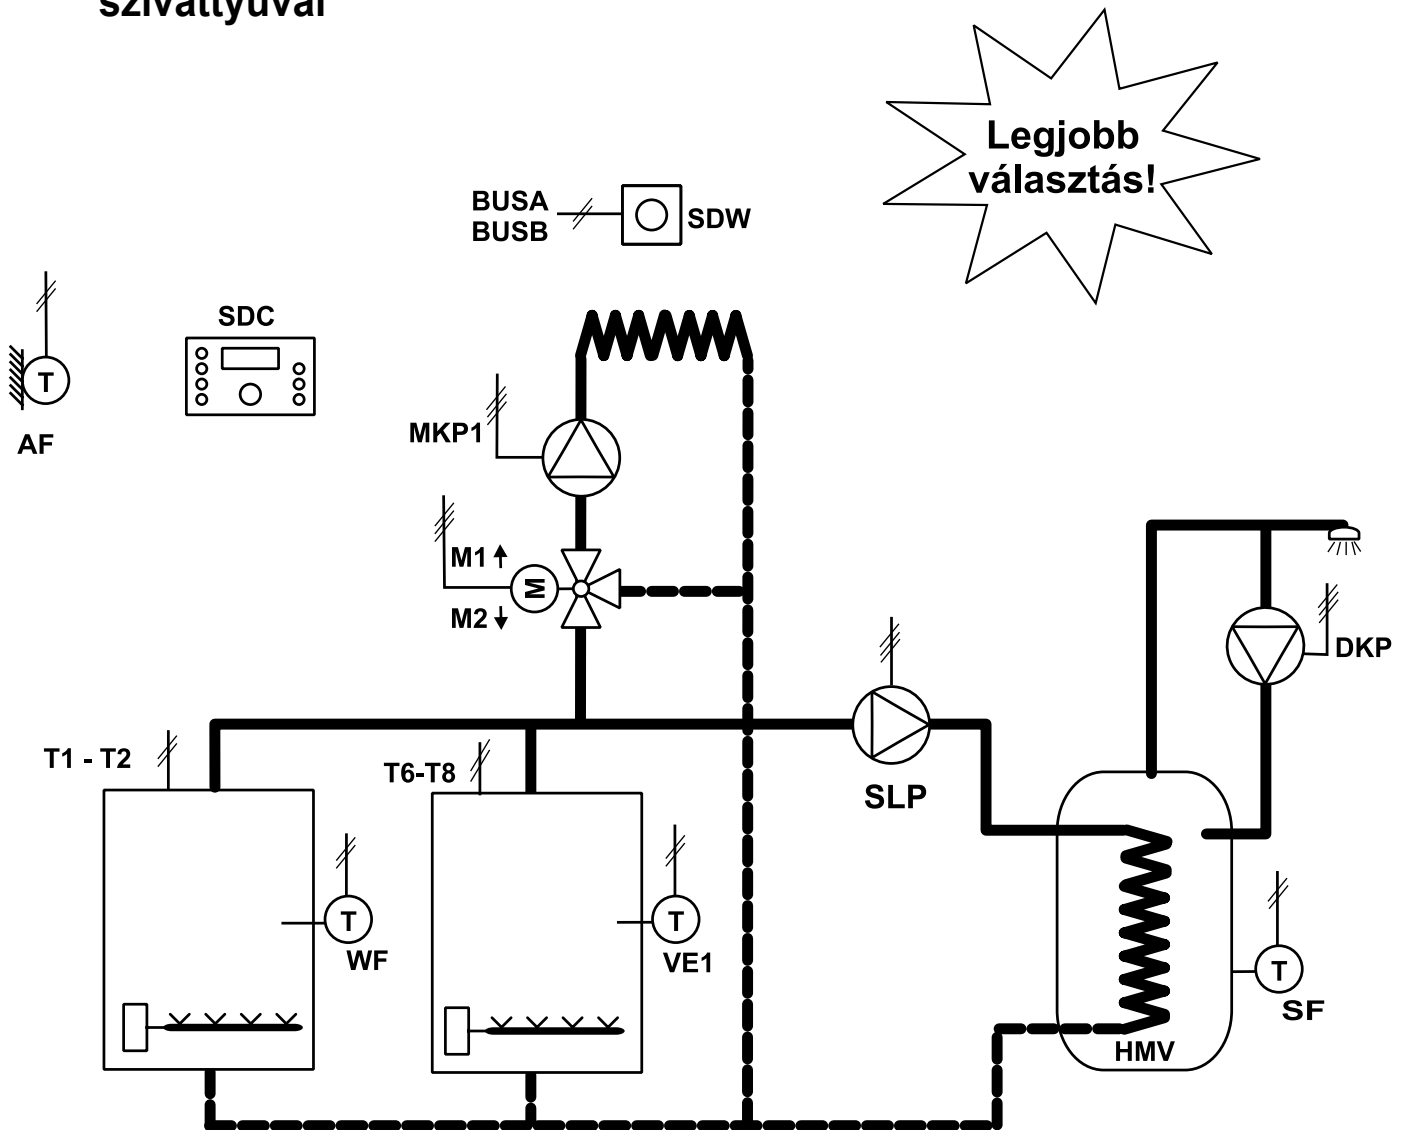 szivattyúval
Legjobb
választás!
BUSA
BUSB
SDW
SDC
T
AF
MKP1
M1
M
M2
DKP
T1 - T2
T6-T8
SLP
T
WF
T
VE1
T
SF
HMV